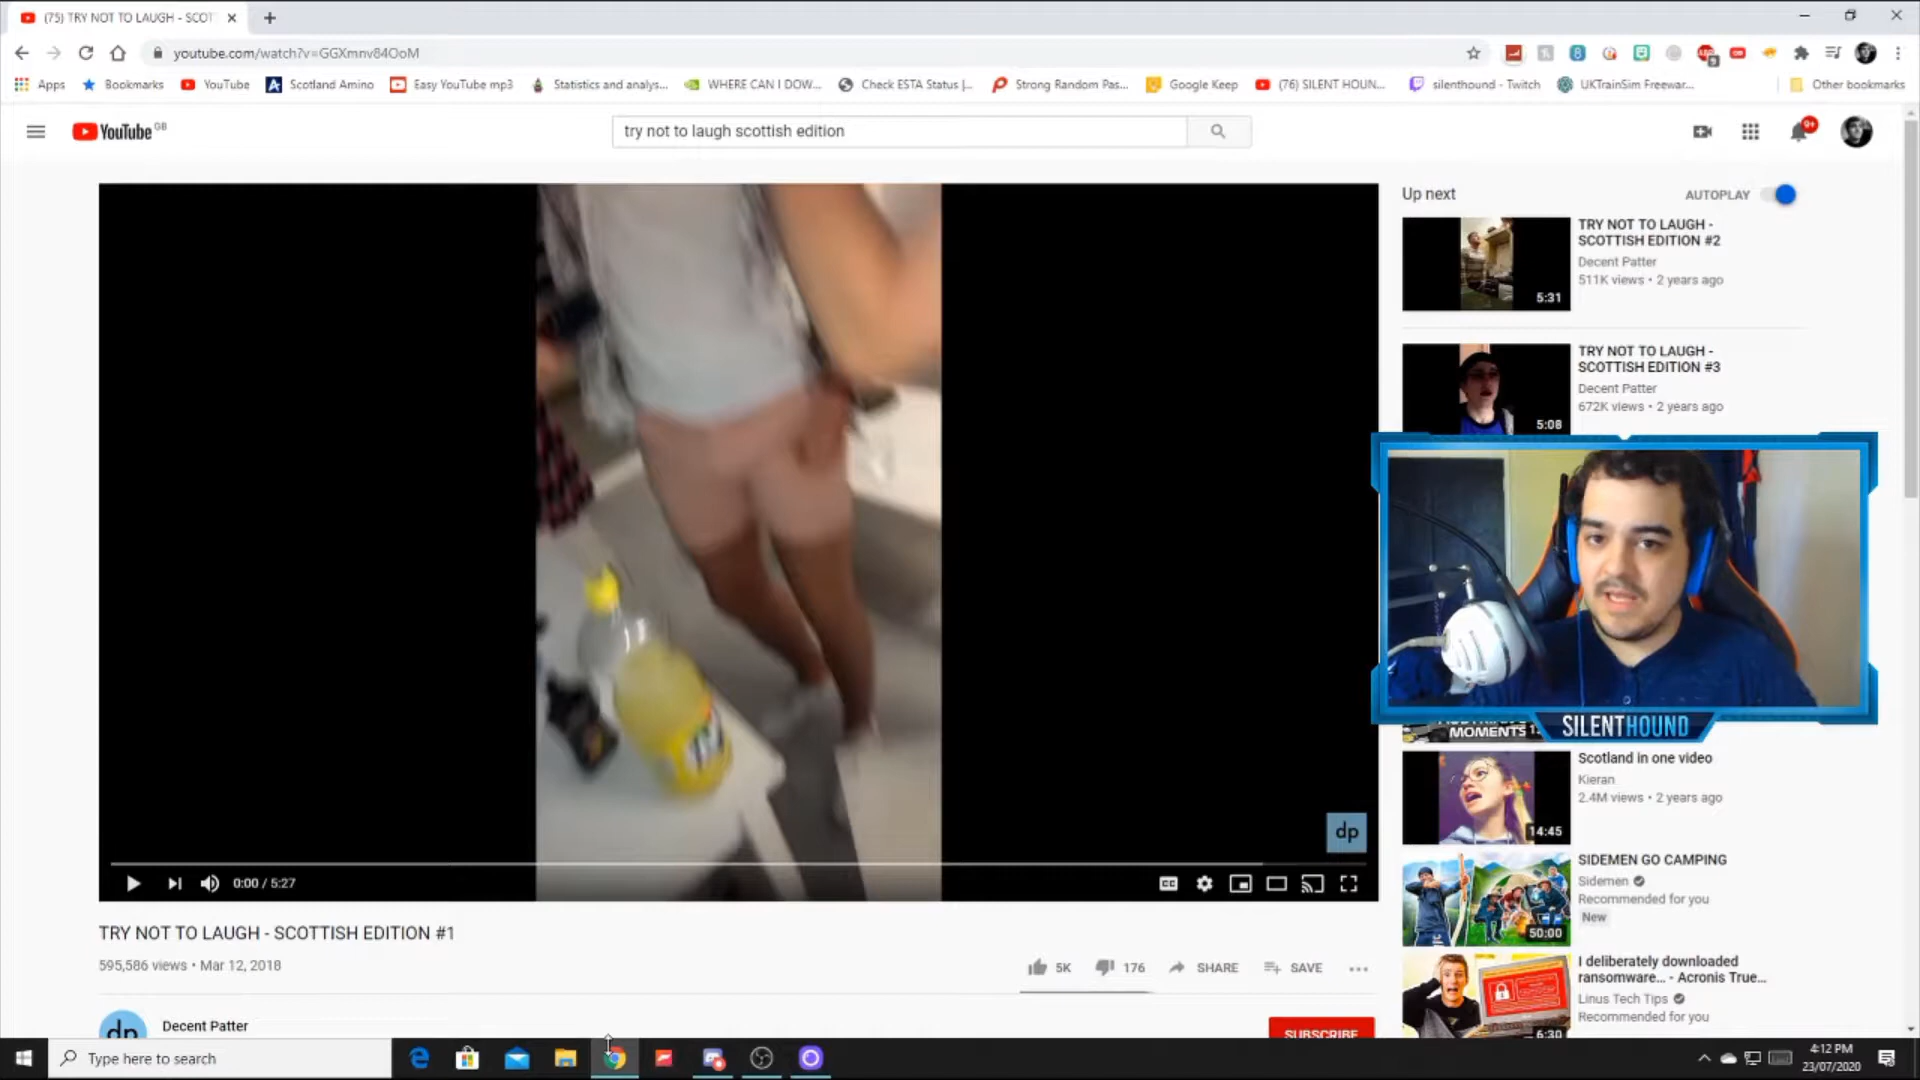 (75) TRY NOT TO LAUGH - SCOT
youtube.com/watch?v=GGXmnv84OoM
Apps
Bookmarks
YouTube
Scotland Amino
Easy YouTube mp3
Statistics and analys...
WHERE CAN I DOW...
Check ESTA Status |...
Strong Random Pas...
Google Keep
(76) SILENT HOUN...
silenthound - Twitch
UKTrainSim Freewar...
Other bookmarks
YouTube GB
try not to laugh scottish edition
9+
Up next
AUTOPLAY
TRY NOT TO LAUGH -
SCOTTISH EDITION #2
Decent Patter
511K views • 2 years ago
5:31
TRY NOT TO LAUGH -
SCOTTISH EDITION #3
Decent Patter
672K views • 2 years ago
5:08
SILENTHOUND
MOMENTS
Scotland in one video
Kieran
2.4M views • 2 years ago
14:45
SIDEMEN GO CAMPING
Sidemen
Recommended for you
New
50:00
I deliberately downloaded
ransomware... - Acronis True...
Linus Tech Tips
Recommended for you
6:30
dp
0:00 / 5:27
CC
TRY NOT TO LAUGH - SCOTTISH EDITION #1
595,586 views • Mar 12, 2018
5K
176
SHARE
SAVE
dp
Decent Patter
SUBSCRIBE
Type here to search
4:12 PM
23/07/2020